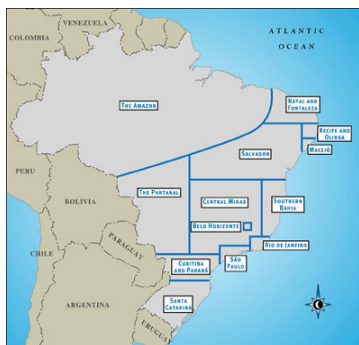 VENEZUELA
COLOMBIA
ATLANTIC
OCEAN
THE AMAZON
NATAL AND
FORTALEZA
RECIFE AND
OLINDA
MACEIÓ
SALVADOR
PERU
THE PANTANAL
CENTRAL MINAS
SOUTHERN
BAHIA
BOLIVIA
BELO HORIZONTE
RIO DE JANEIRO
PARAGUAY
SÃO
PAULO
CHILE
CURITIBA
AND PARANÁ
SANTA
CATARINA
ARGENTINA
URUGUAY